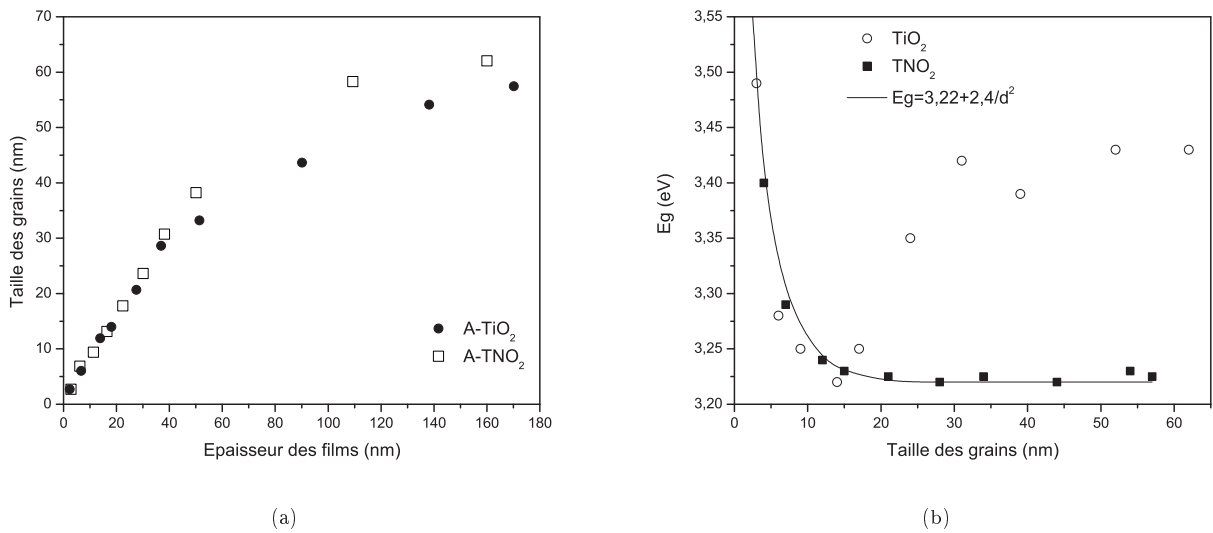 70
60
50
40
30
20
10
0
Taille des grains (nm)
A-TiO2
A-TNO2
0 20 40 60 80 100 120 140 160 180
Epaisseur des films (nm)
(a)
3,55
3,50
3,45
3,40
3,35
3,30
3,25
3,20
Eg (eV)
TiO2
TNO2
Eg=3,22+2,4/d²
0 10 20 30 40 50 60
Taille des grains (nm)
(b)